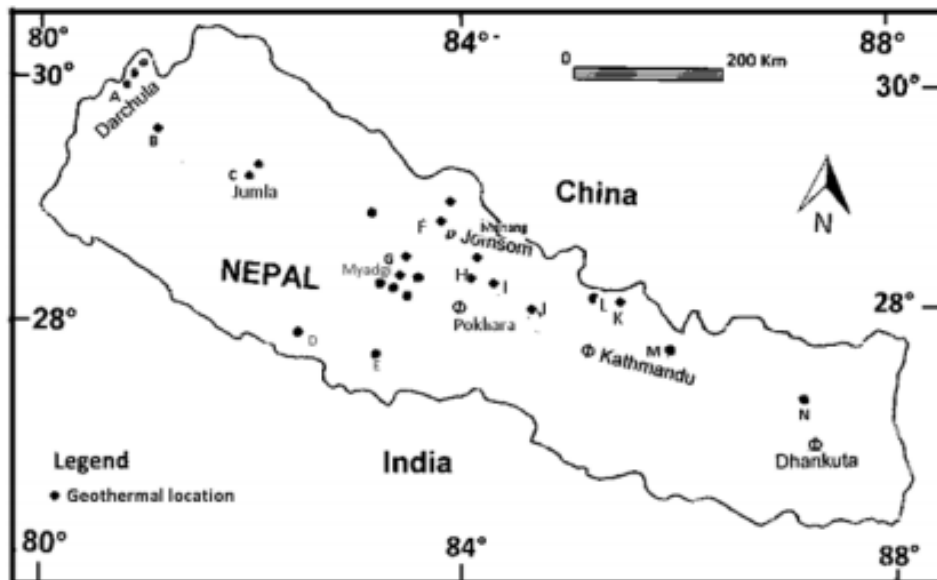 80°
84°
88°
30°
0
200 Km
30°
A
Darchula
B
C
Jumla
China
N
F
Jomsom
NEPAL
G
Myadgi
H
I
J
L
K
Pokhara
28°
28°
D
E
M
Kathmandu
N
Dhankuta
Legend
Geothermal location
India
80°
84°
88°